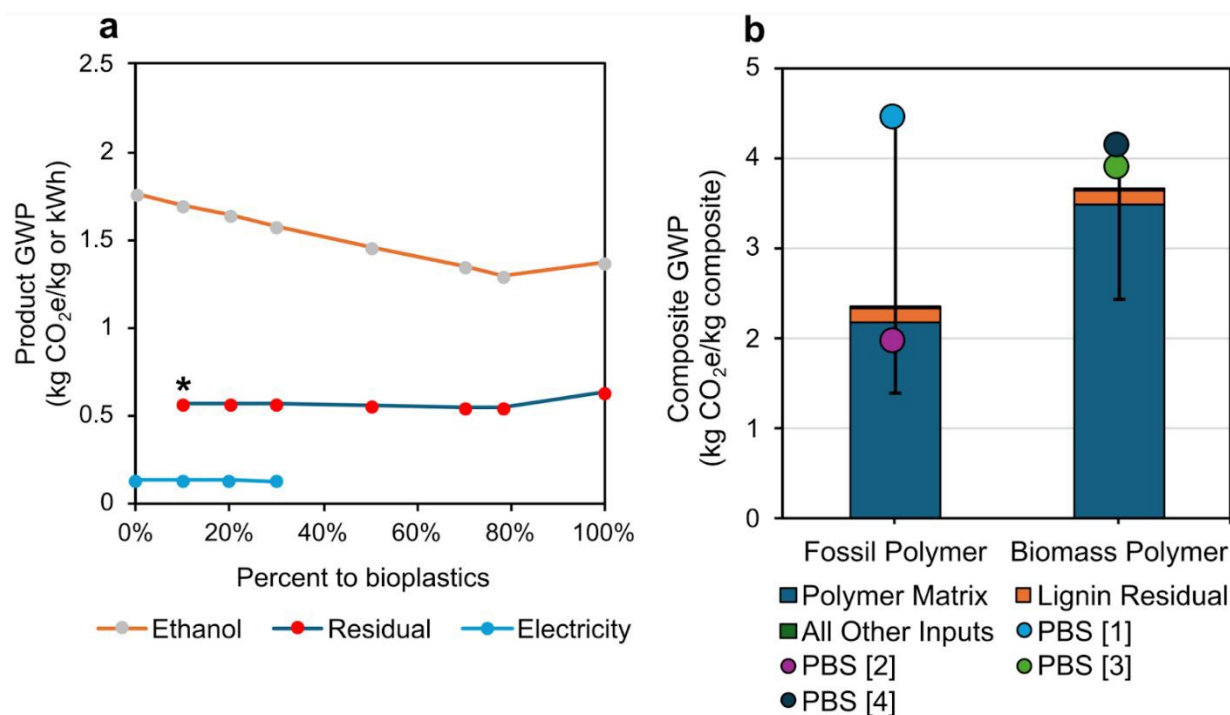 a
Product GWP
(kg CO₂e/kg or kWh)
2.5
2
1.5
1
0.5
0
*
0% 20% 40% 60% 80% 100%
Percent to bioplastics
Ethanol Residual Electricity
b
Composite GWP
(kg CO₂e/kg composite)
5
4
3
2
1
0
Fossil Polymer Biomass Polymer
Polymer Matrix Lignin Residual
All Other Inputs PBS [1]
PBS [2] PBS [3]
PBS [4]